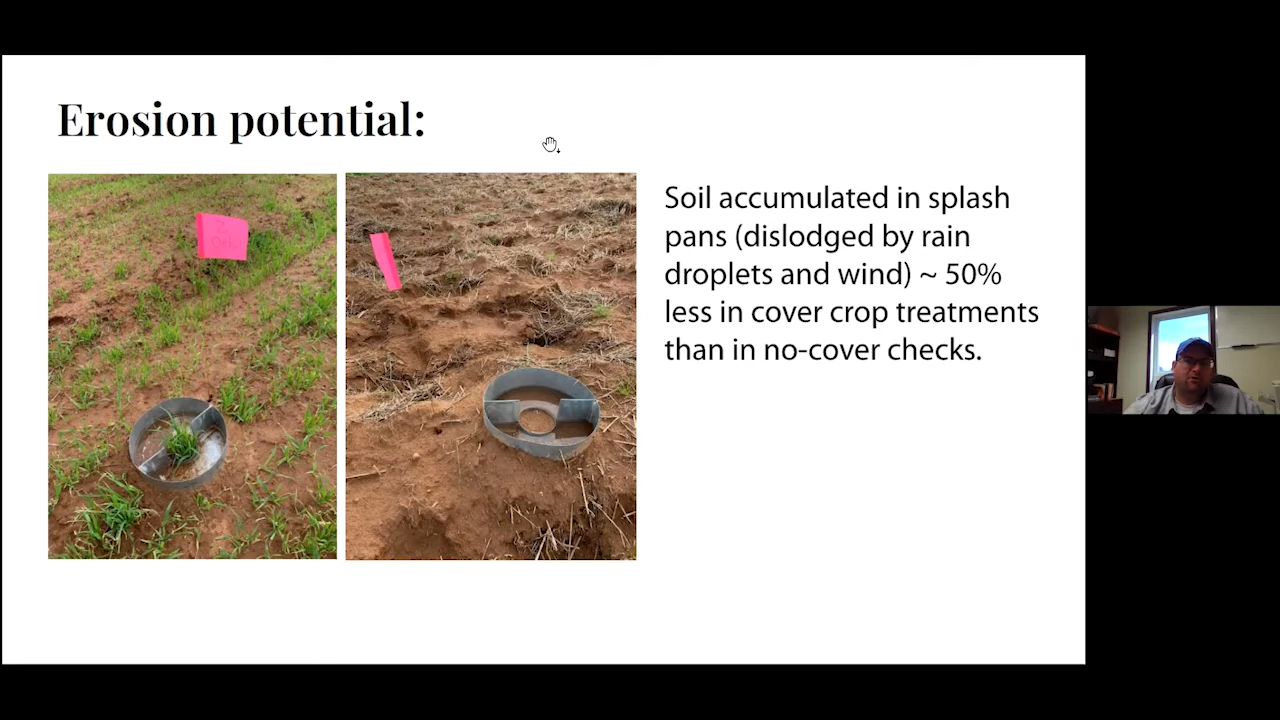 Erosion potential:
Soil accumulated in splash
pans (dislodged by rain
droplets and wind) ~ 50%
less in cover crop treatments
than in no-cover checks.